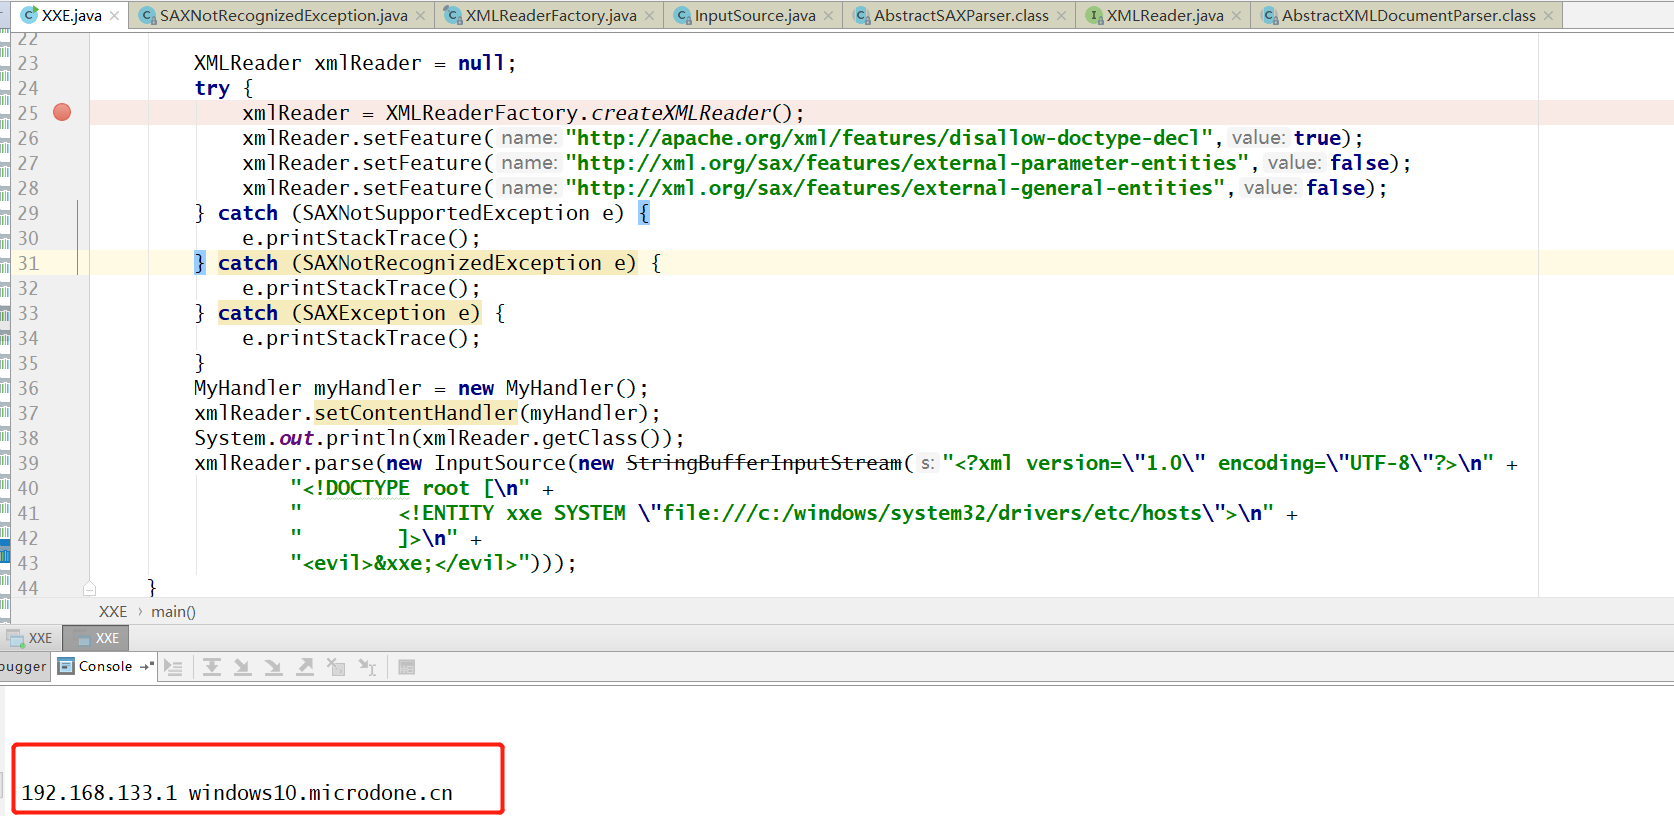 XXE.java SAXNotRecognizedException.java XMLReaderFactory.java InputSource.java AbstractSAXParser.class XMLReader.java AbstractXMLDocumentParser.class
22
23 XMLReader xmlReader = null;
24 try {
25 xmlReader = XMLReaderFactory.createXMLReader();
26 xmlReader.setFeature( name: "http://apache.org/xml/features/disallow-doctype-decl", value: true);
27 xmlReader.setFeature( name: "http://xml.org/sax/features/external-parameter-entities", value: false);
28 xmlReader.setFeature( name: "http://xml.org/sax/features/external-general-entities", value: false);
29 } catch (SAXNotSupportedException e) {
30 e.printStackTrace();
31 } catch (SAXNotRecognizedException e) {
32 e.printStackTrace();
33 } catch (SAXException e) {
34 e.printStackTrace();
35 }
36 MyHandler myHandler = new MyHandler();
37 xmlReader.setContentHandler(myHandler);
38 System.out.println(xmlReader.getClass());
39 xmlReader.parse(new InputSource(new StringBufferInputStream( s: "<?xml version=\"1.0\" encoding=\"UTF-8\"?>\n" +
40 "<!DOCTYPE root [\n" +
41 " <!ENTITY xxe SYSTEM \"file:///c:/windows/system32/drivers/etc/hosts\">\n" +
42 " ]>\n" +
43 "<evil>&xxe;</evil>")));
44 }
XXE › main()
XXE XXE
bugger Console
192.168.133.1 windows10.microdone.cn